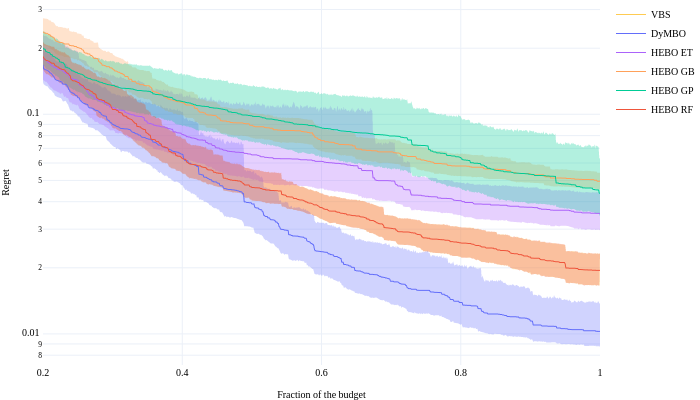 3
2
0.1
9
8
7
6
5
4
3
2
0.01
9
8
Regret
0.2
0.4
0.6
0.8
1
Fraction of the budget
VBS
DyMBO
HEBO ET
HEBO GB
HEBO GP
HEBO RF